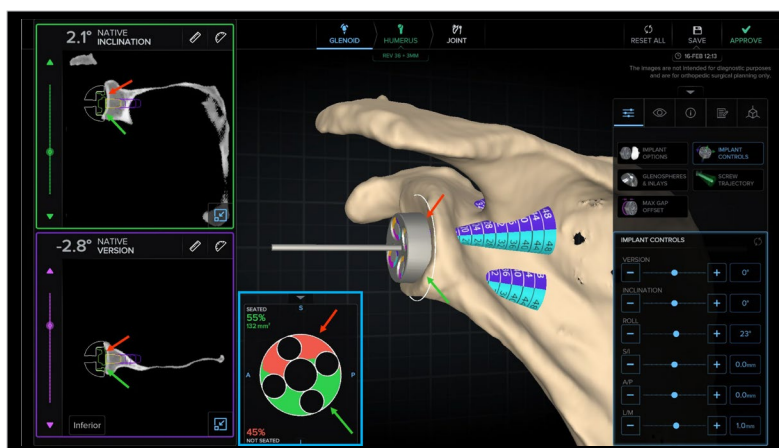 2.1° NATIVE
INCLINATION
GLENOID
HUMERUS
JOINT
REV 36 + 3MM
RESET ALL
SAVE
APPROVE
16-FEB 12:13
The images are not intended for diagnostic purposes
and are for orthopedic surgical planning only.
IMPLANT
OPTIONS
IMPLANT
CONTROLS
GLENOSPHERES
& INLAYS
SCREW
TRAJECTORY
MAX GAP
OFFSET
-2.8° NATIVE
VERSION
Inferior
SEATED
55%
132 mm²
S
A
P
I
45%
NOT SEATED
IMPLANT CONTROLS
VERSION
0°
INCLINATION
0°
ROLL
23°
S/I
0.0mm
A/P
0.0mm
L/M
1.0mm